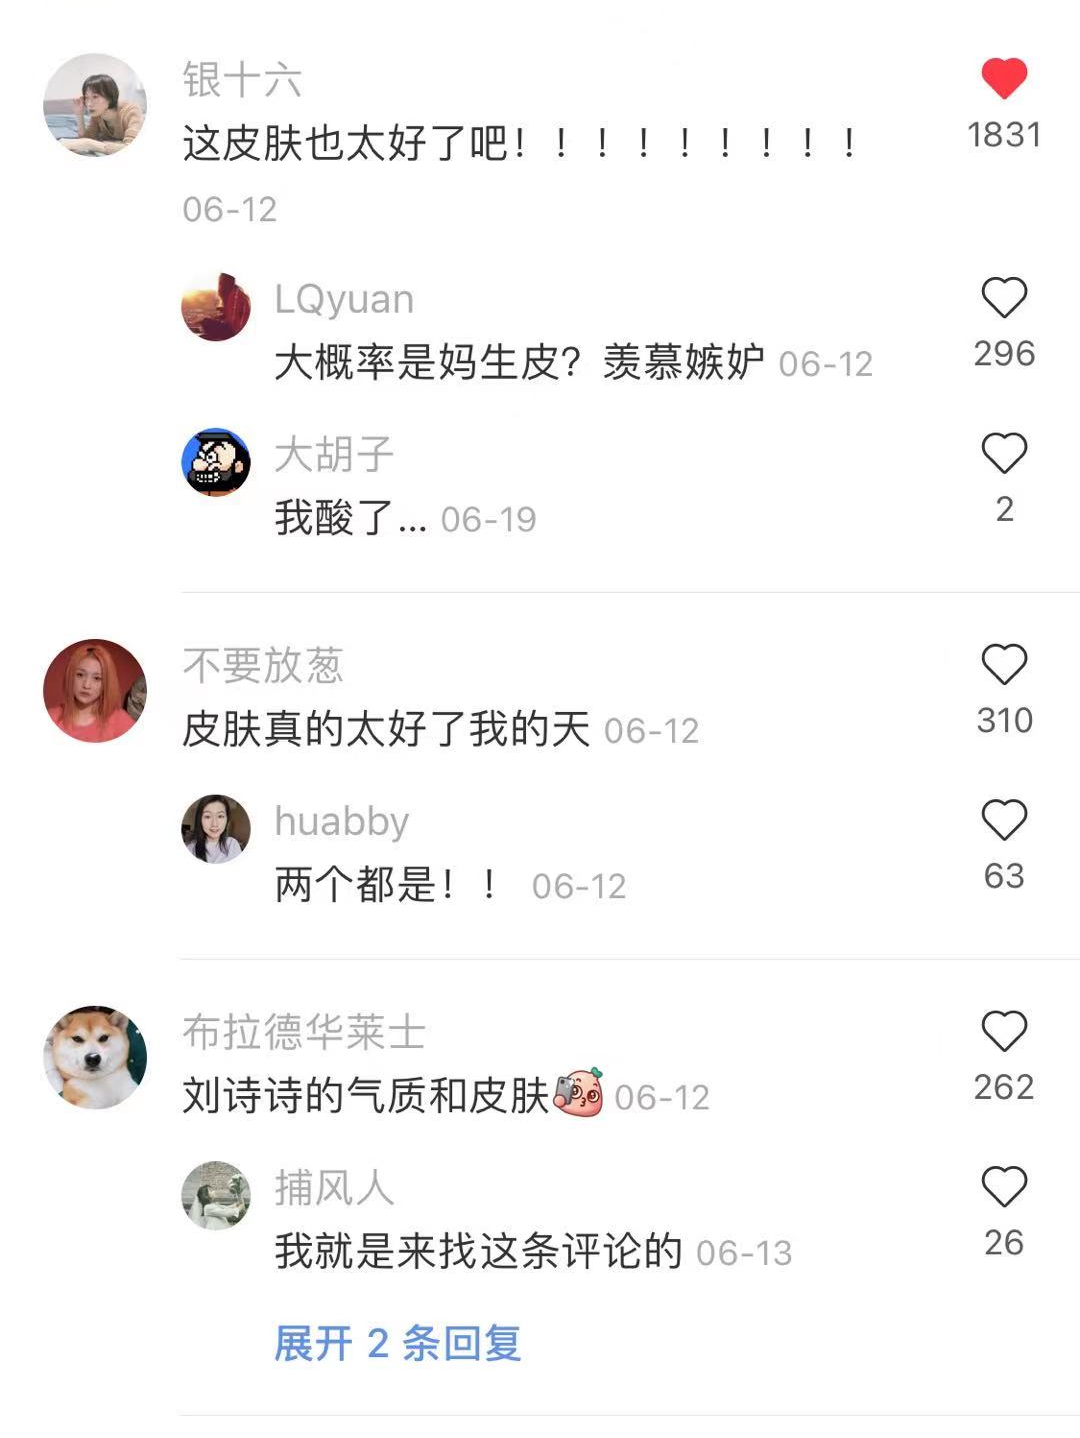 银十六
1831
这皮肤也太好了吧！！！！！！！！！
06-12
LQyuan
296
大概率是妈生皮？羡慕嫉妒 06-12
大胡子
2
我酸了... 06-19
不要放葱
310
皮肤真的太好了我的天 06-12
huabby
63
两个都是！！ 06-12
布拉德华莱士
262
刘诗诗的气质和皮肤 06-12
捕风人
26
我就是来找这条评论的 06-13
展开 2 条回复